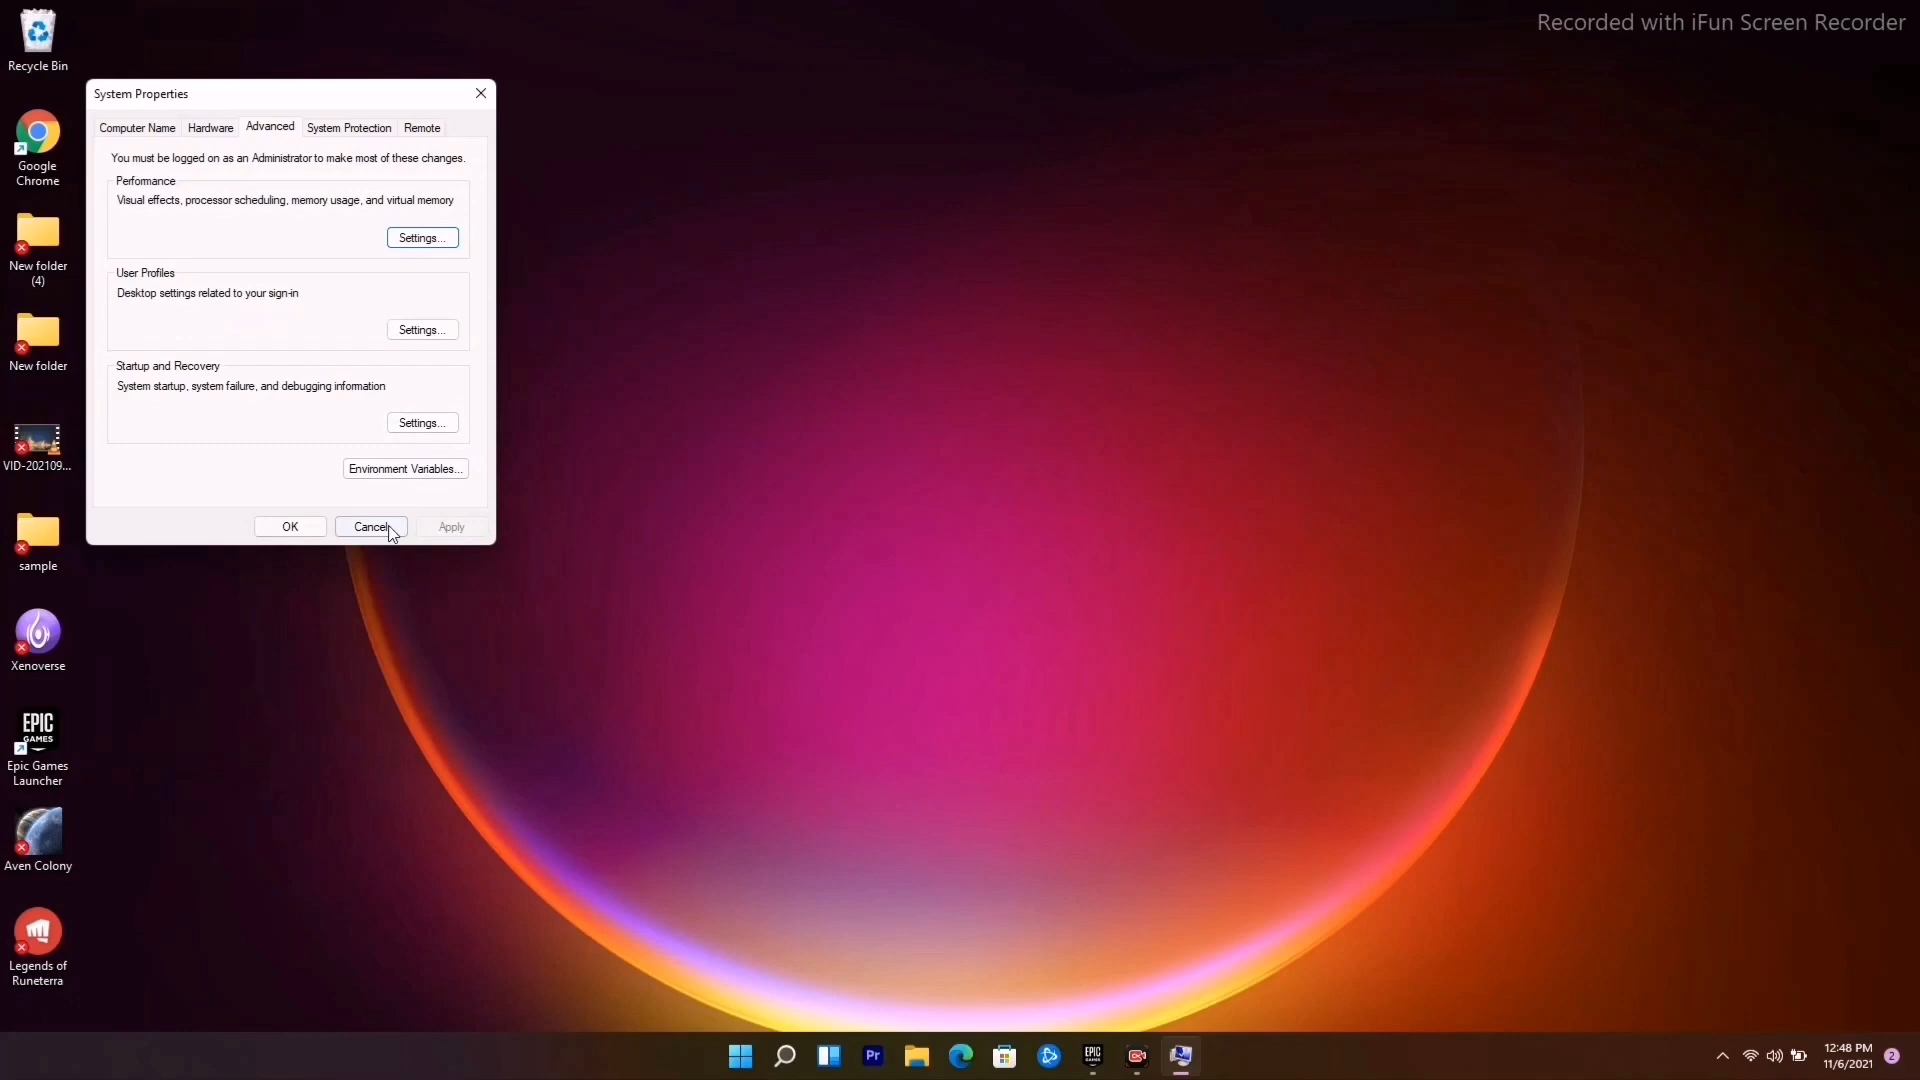 Recorded with iFun Screen Recorder
Recycle Bin
Google
Chrome
New folder
(4)
New folder
VID-202109...
sample
Xenoverse
EPIC
GAMES
Epic Games
Launcher
Aven Colony
Legends of
Runeterra
System Properties
Computer Name
Hardware
Advanced
System Protection
Remote
You must be logged on as an Administrator to make most of these changes.
Performance
Visual effects, processor scheduling, memory usage, and virtual memory
Settings...
User Profiles
Desktop settings related to your sign-in
Settings...
Startup and Recovery
System startup, system failure, and debugging information
Settings...
Environment Variables...
OK
Cancel
Apply
Pr
EPIC
GAMES
12:48 PM
11/6/2021
2